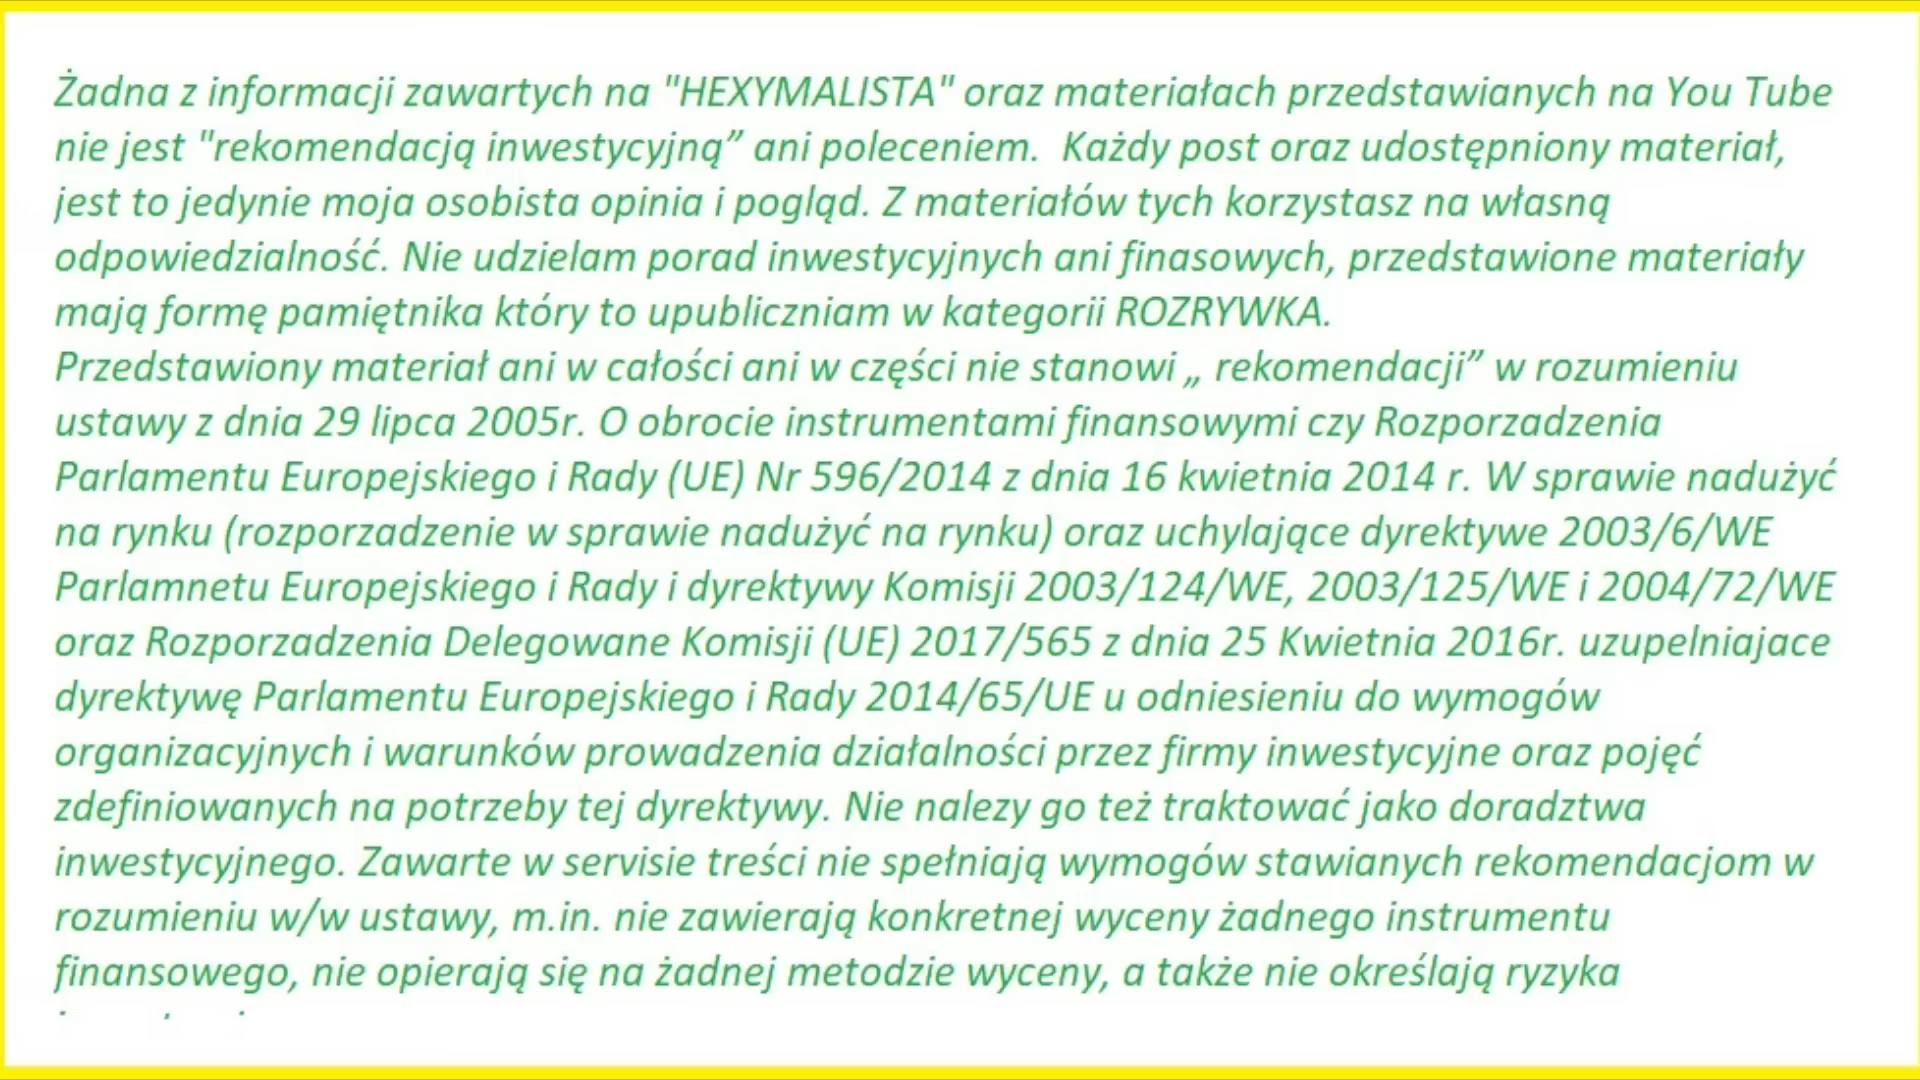 Żadna z informacji zawartych na "HEXYMALISTA" oraz materiałach przedstawianych na You Tube
nie jest "rekomendacją inwestycyjną” ani poleceniem.  Każdy post oraz udostępniony materiał,
jest to jedynie moja osobista opinia i pogląd. Z materiałów tych korzystasz na własną
odpowiedzialność. Nie udzielam porad inwestycyjnych ani finasowych, przedstawione materiały
mają formę pamiętnika który to upubliczniam w kategorii ROZRYWKA.
Przedstawiony materiał ani w całości ani w części nie stanowi „ rekomendacji” w rozumieniu
ustawy z dnia 29 lipca 2005r. O obrocie instrumentami finansowymi czy Rozporzadzenia
Parlamentu Europejskiego i Rady (UE) Nr 596/2014 z dnia 16 kwietnia 2014 r. W sprawie nadużyć
na rynku (rozporzadzenie w sprawie nadużyć na rynku) oraz uchylające dyrektywe 2003/6/WE
Parlamnetu Europejskiego i Rady i dyrektywy Komisji 2003/124/WE, 2003/125/WE i 2004/72/WE
oraz Rozporzadzenia Delegowane Komisji (UE) 2017/565 z dnia 25 Kwietnia 2016r. uzupelniajace
dyrektywę Parlamentu Europejskiego i Rady 2014/65/UE u odniesieniu do wymogów
organizacyjnych i warunków prowadzenia działalności przez firmy inwestycyjne oraz pojęć
zdefiniowanych na potrzeby tej dyrektywy. Nie nalezy go też traktować jako doradztwa
inwestycyjnego. Zawarte w servisie treści nie spełniają wymogów stawianych rekomendacjom w
rozumieniu w/w ustawy, m.in. nie zawierają konkretnej wyceny żadnego instrumentu
finansowego, nie opierają się na żadnej metodzie wyceny, a także nie określają ryzyka